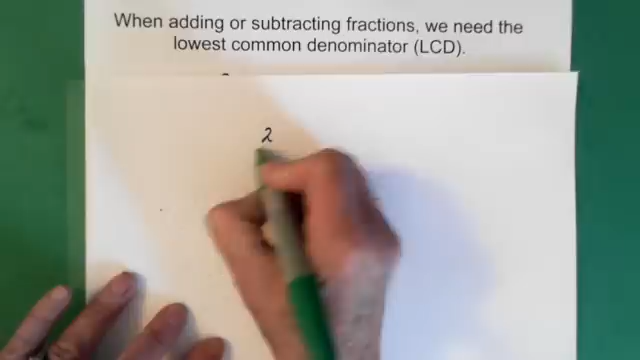 When adding or subtracting fractions, we need the
lowest common denominator (LCD).
2